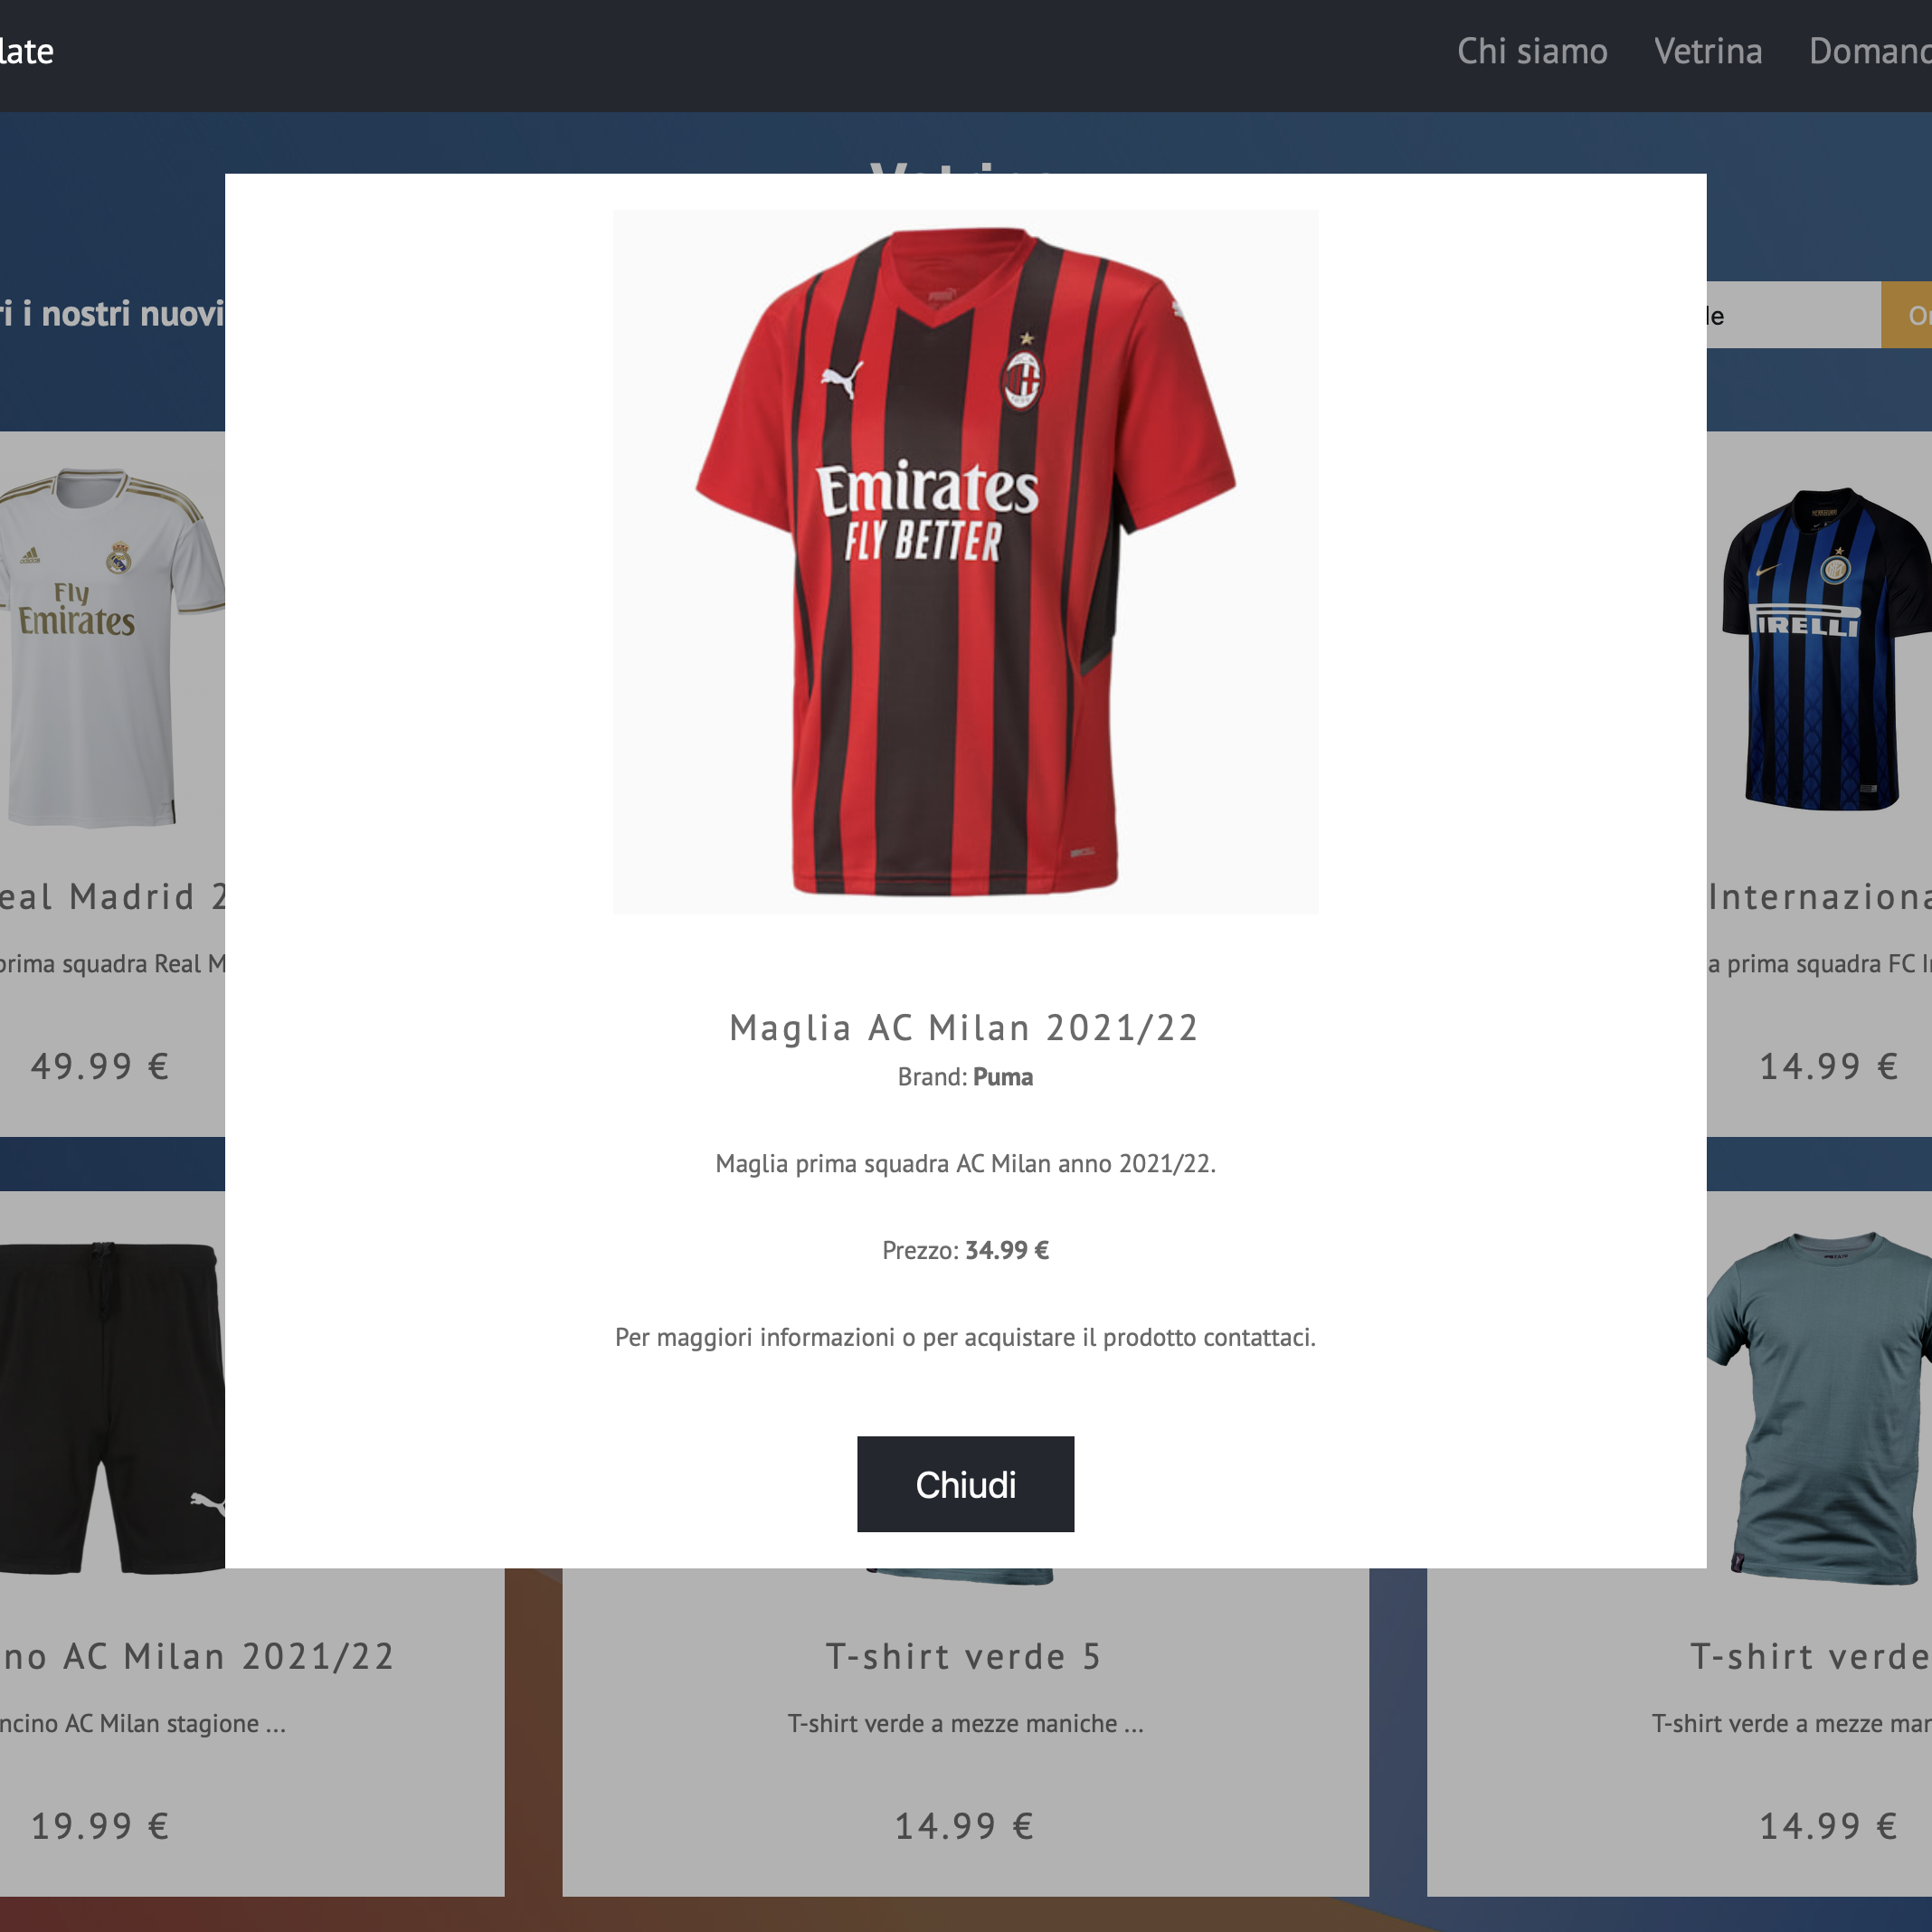 late
Chi siamo
Vetrina
Domand
Vetrina
ri i nostri nuovi
le
Emirates
FLY BETTER
Fly
Emirates
PIRELLI
eal Madrid 2
prima squadra Real M
49.99 €
Internaziona
a prima squadra FC I
14.99 €
Maglia AC Milan 2021/22
Brand: Puma
Maglia prima squadra AC Milan anno 2021/22.
Prezzo: 34.99 €
Per maggiori informazioni o per acquistare il prodotto contattaci.
Chiudi
no AC Milan 2021/22
ncino AC Milan stagione ...
19.99 €
T-shirt verde 5
T-shirt verde a mezze maniche ...
14.99 €
T-shirt verde
T-shirt verde a mezze mar
14.99 €